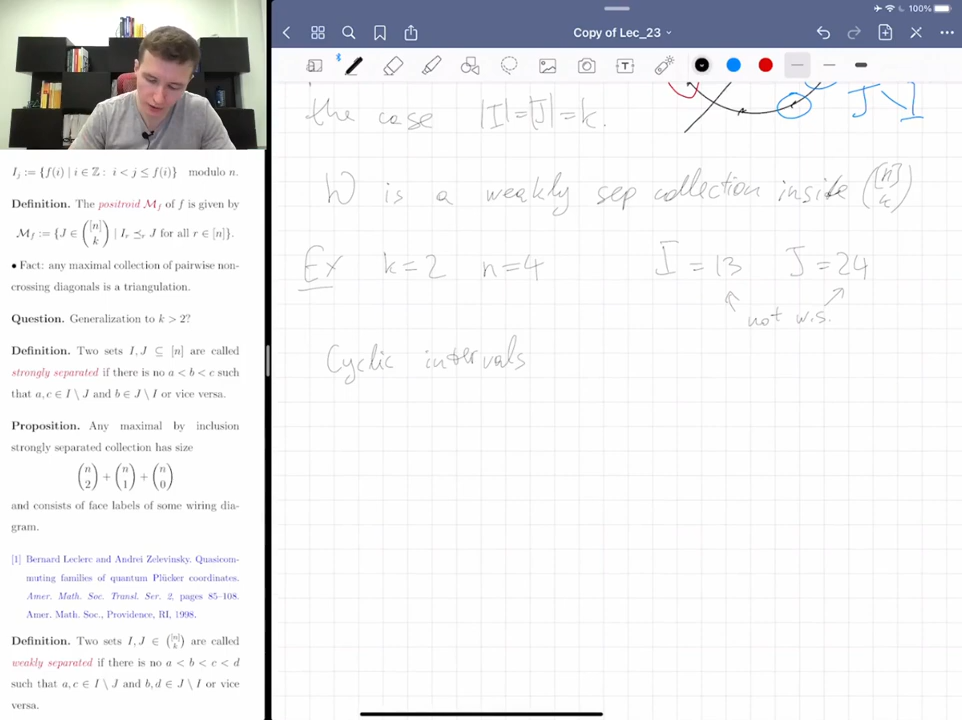 I_j := {f(i) | i ∈ ℤ : i < j ≤ f(i)} modulo n.
Definition. The positroid M_f of f is given by
M_f := {J ∈ ([n] k) | I_r ⪯_r J for all r ∈ [n]}.
• Fact: any maximal collection of pairwise non-
crossing diagonals is a triangulation.
Question. Generalization to k > 2?
Definition. Two sets I, J ⊆ [n] are called
strongly separated if there is no a < b < c such
that a, c ∈ I \ J and b ∈ J \ I or vice versa.
Proposition. Any maximal by inclusion
strongly separated collection has size
(n 2) + (n 1) + (n 0)
and consists of face labels of some wiring dia-
gram.
[1] Bernard Leclerc and Andrei Zelevinsky. Quasicom-
muting families of quantum Plücker coordinates.
Amer. Math. Soc. Transl. Ser. 2, pages 85–108.
Amer. Math. Soc., Providence, RI, 1998.
Definition. Two sets I, J ∈ ([n] k) are called
weakly separated if there is no a < b < c < d
such that a, c ∈ I \ J and b, d ∈ J \ I or vice
versa.
100%
Copy of Lec_23
J \ I
the case |I|=|J|=k.
W is a weakly sep collection inside ([n] k)
Ex k=2 n=4 I = 13 J = 24
not w.s.
Cyclic intervals